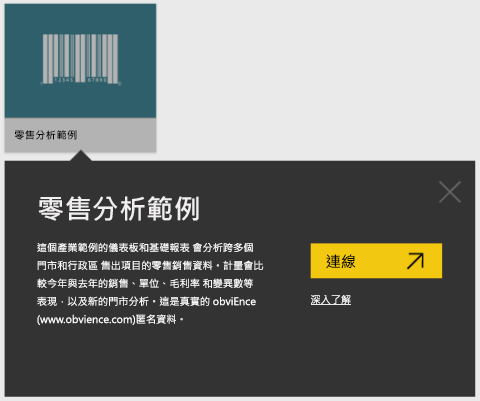 零售分析範例
零售分析範例
這個產業範例的儀表板和基礎報表 會分析跨多個
門市和行政區 售出項目的零售銷售資料。計量會比
較今年與去年的銷售、單位、毛利率 和變異數等
表現，以及新的門市分析。這是真實的 obviEnce
(www.obvience.com)匿名資料。
連線
深入了解